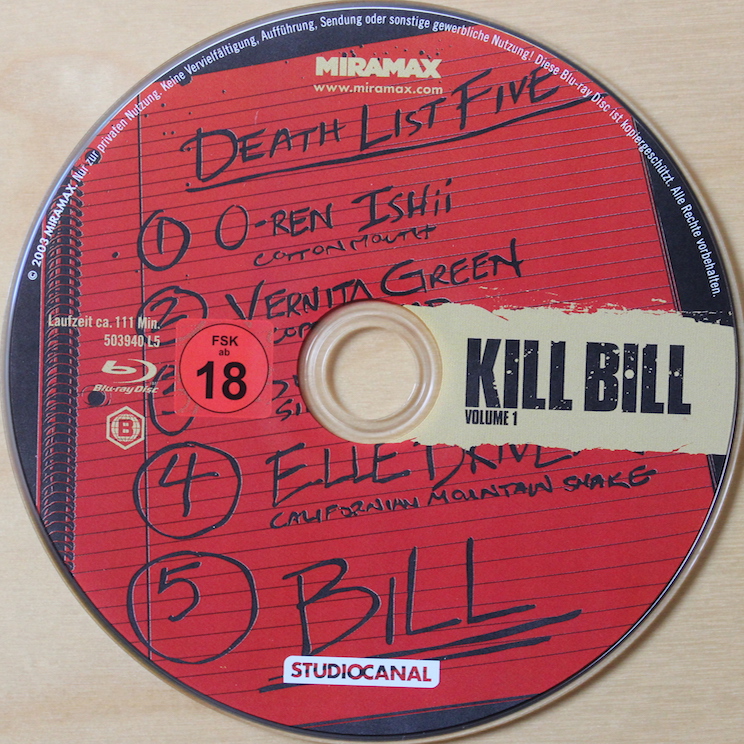 © 2003 MIRAMAX. Nur zur privaten Nutzung. Keine Vervielfältigung, Aufführung, Sendung oder sonstige gewerbliche Nutzung! Diese Blu-ray Disc ist kopiergeschützt. Alle Rechte vorbehalten.
MIRAMAX
www.miramax.com
DEATH LIST FIVE
1 O-REN ISHii
COTTONMOUTH
2 VERNITA GREEN
Laufzeit ca. 111 Min.
503940 L5
Blu-ray Disc
B
FSK
ab
18
KILL BILL
VOLUME 1
4 ELLE DRIVER
CALIFORNIAN MOUNTAIN SNAKE
5 BILL
STUDIOCANAL